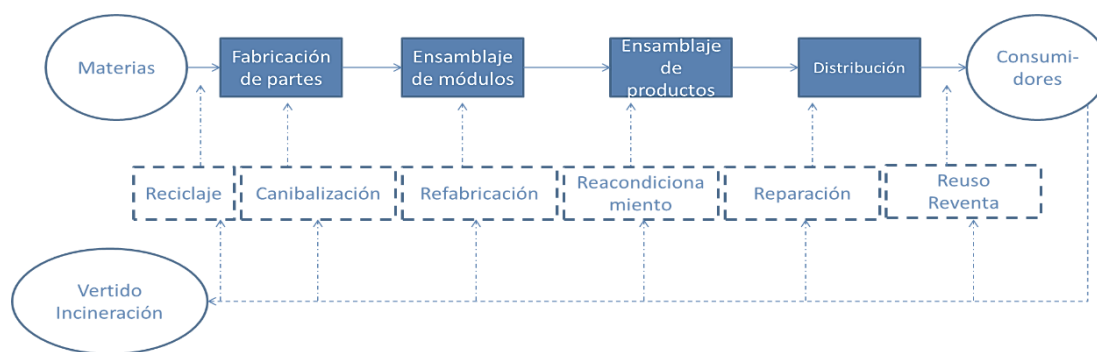 Materias
Fabricación
de partes
Ensamblaje
de módulos
Ensamblaje
de
productos
Distribución
Consumi-
dores
Reciclaje
Canibalización
Refabricación
Reacondiciona
miento
Reparación
Reuso
Reventa
Vertido
Incineración